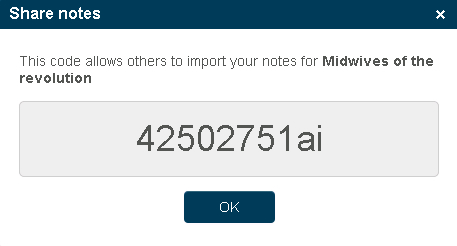 Share notes ×
This code allows others to import your notes for Midwives of the
revolution
42502751ai
OK